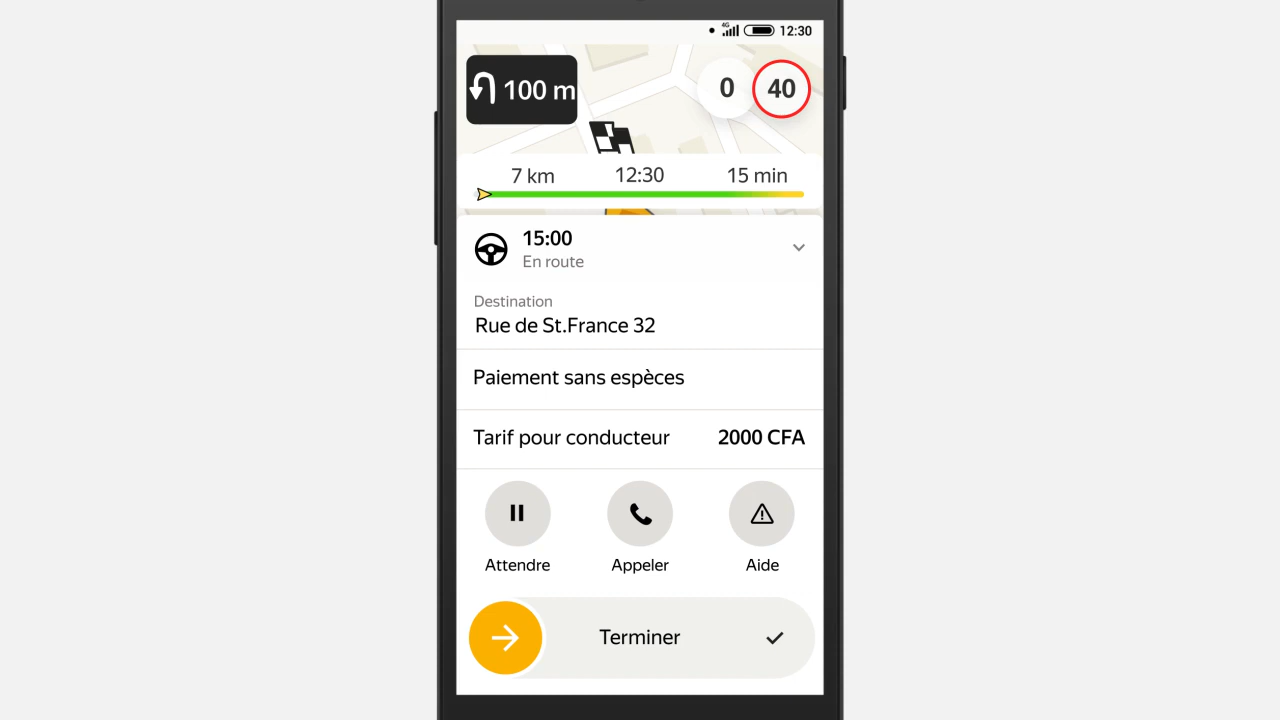 4G 12:30
100 m
0 40
7 km 12:30 15 min
15:00
En route
Destination
Rue de St.France 32
Paiement sans espèces
Tarif pour conducteur 2000 CFA
Attendre Appeler Aide
Terminer